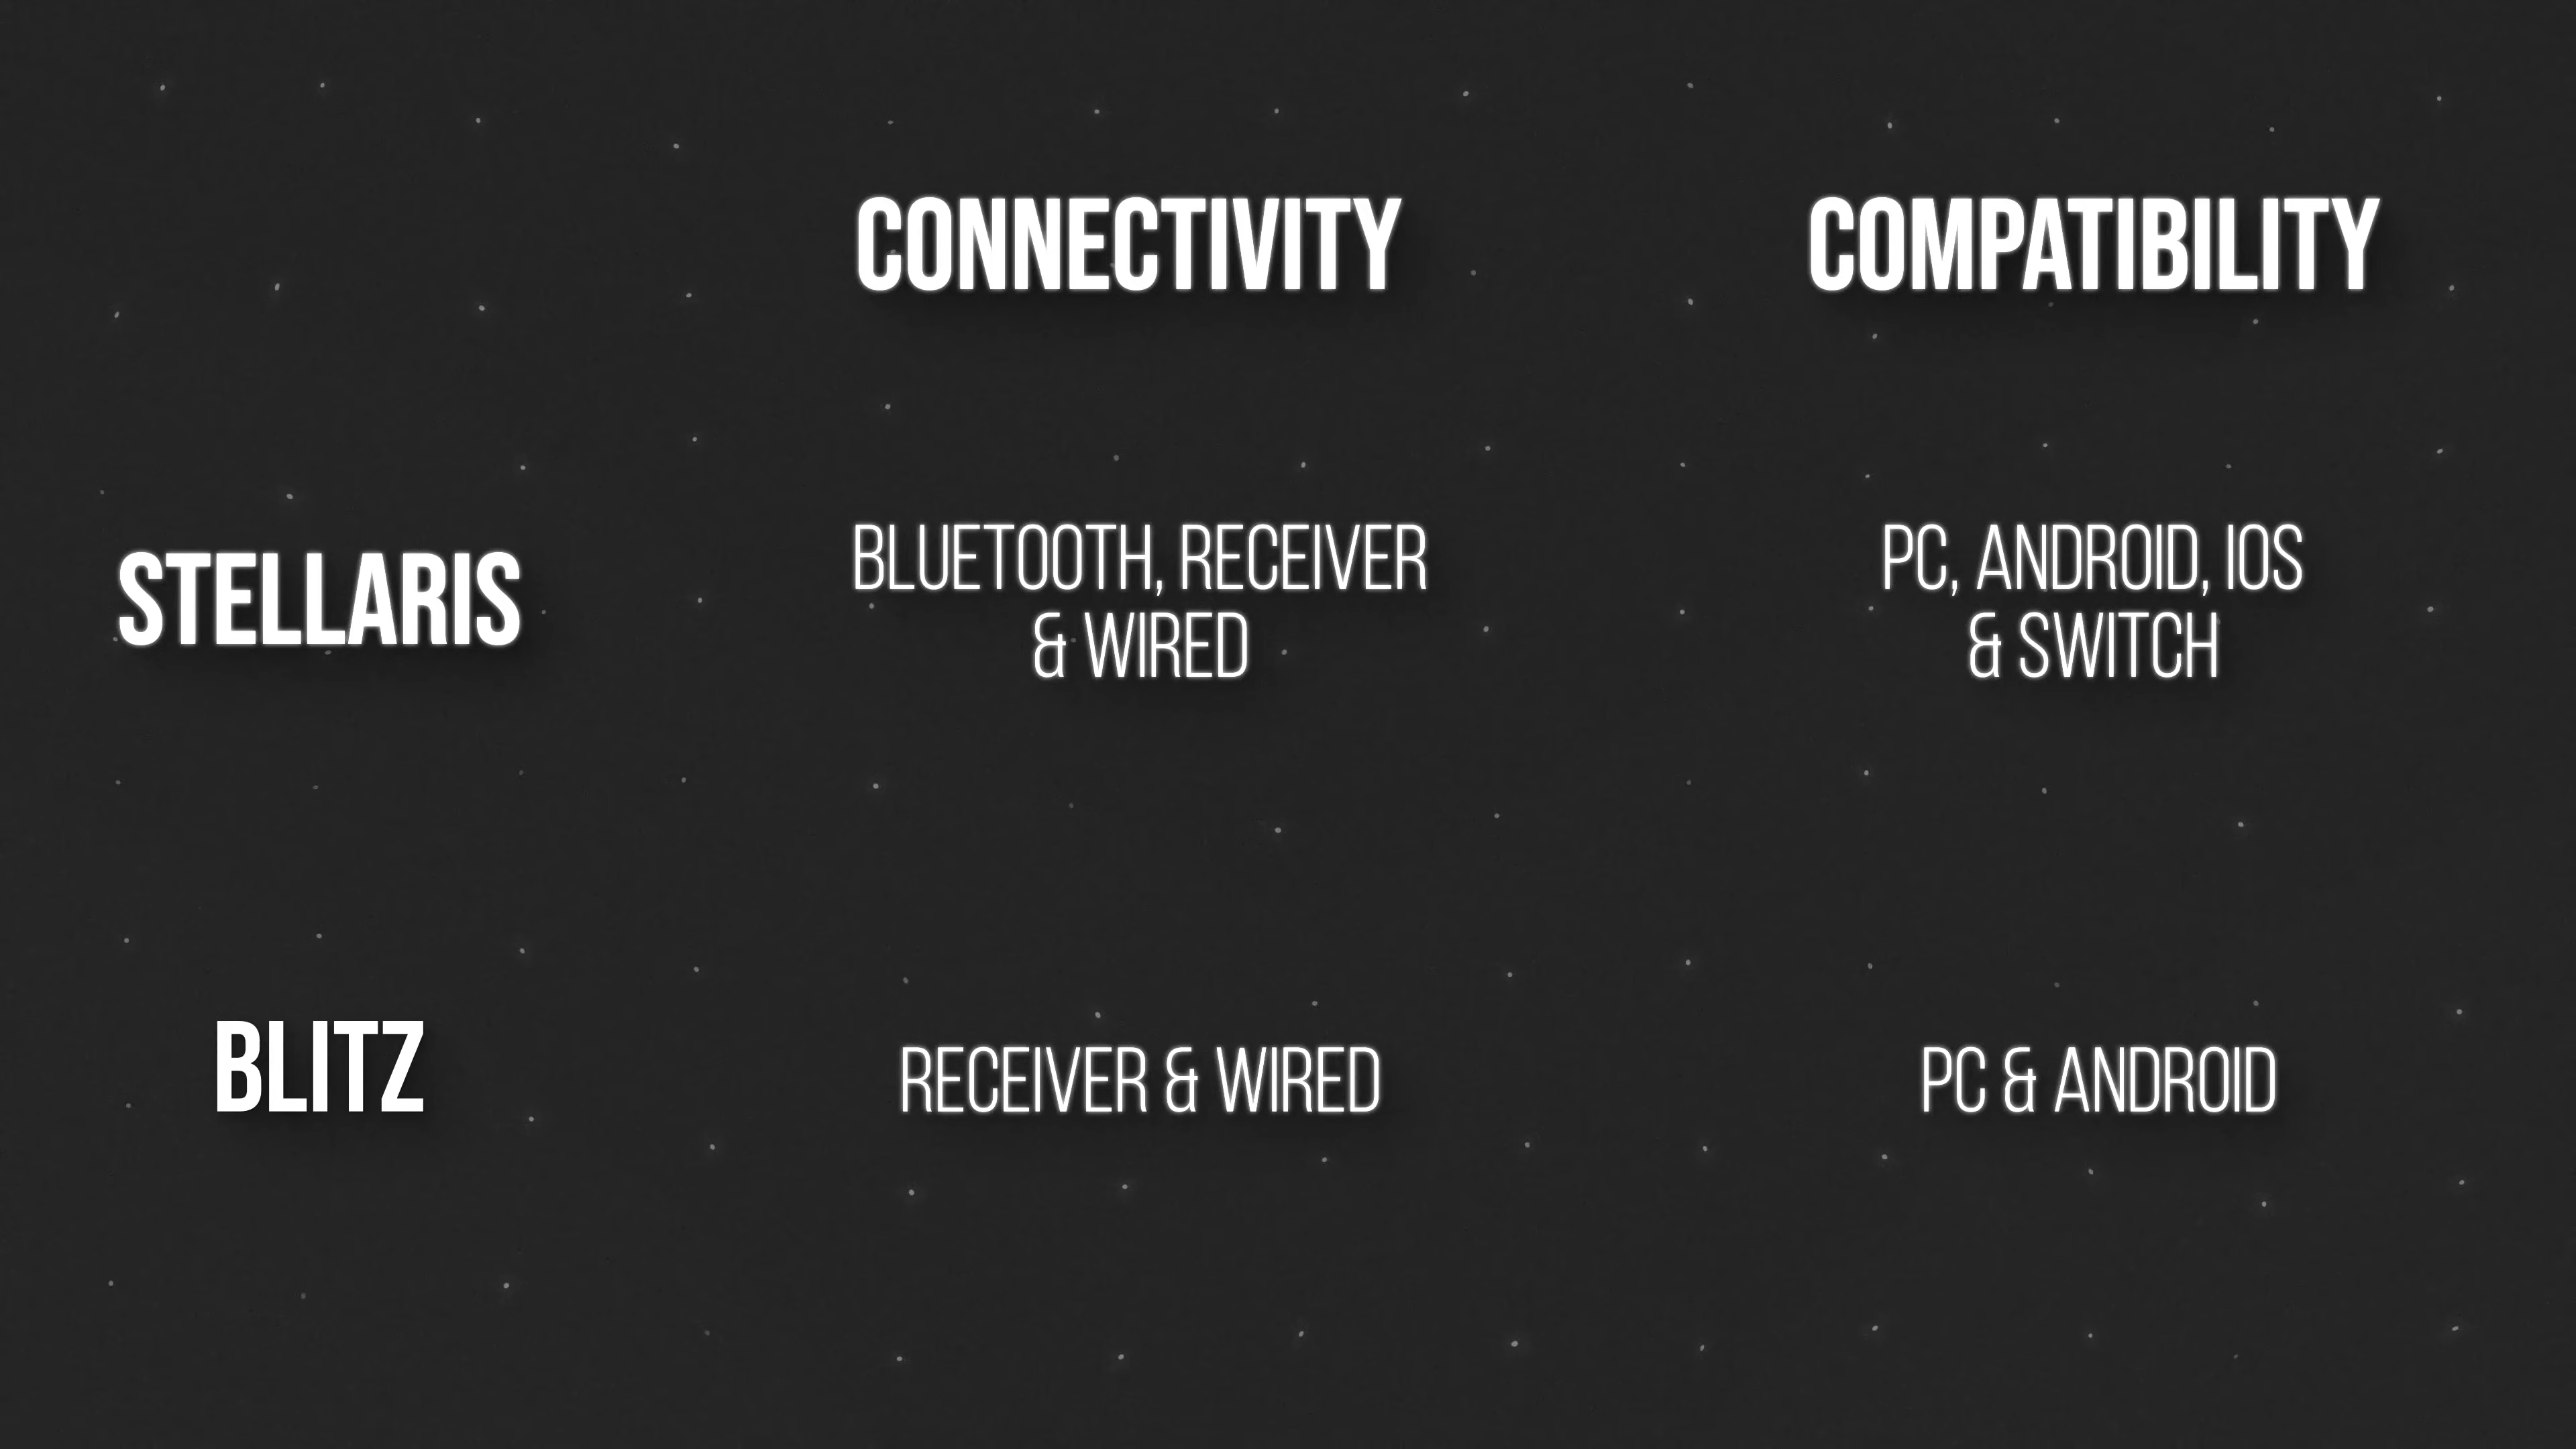 CONNECTIVITY
COMPATIBILITY
STELLARIS
BLUETOOTH, RECEIVER
& WIRED
PC, ANDROID, IOS
& SWITCH
BLITZ
RECEIVER & WIRED
PC & ANDROID